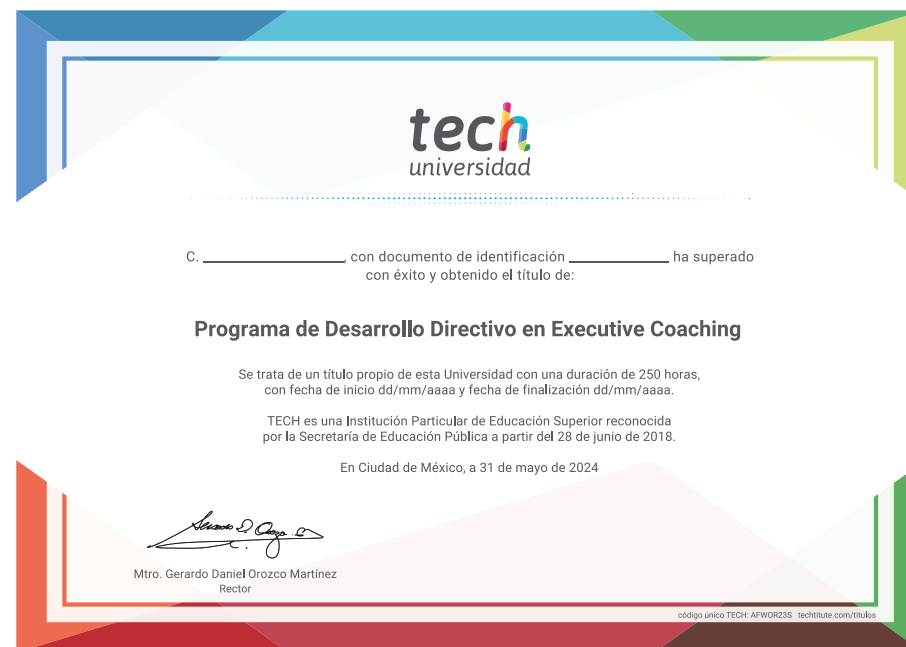 tech
universidad
C. ____________________, con documento de identificación ______________ ha superado
con éxito y obtenido el título de:
Programa de Desarrollo Directivo en Executive Coaching
Se trata de un título propio de esta Universidad con una duración de 250 horas,
con fecha de inicio dd/mm/aaaa y fecha de finalización dd/mm/aaaa.
TECH es una Institución Particular de Educación Superior reconocida
por la Secretaría de Educación Pública a partir del 28 de junio de 2018.
En Ciudad de México, a 31 de mayo de 2024
Mtro. Gerardo Daniel Orozco Martínez
Rector
código único TECH: AFWOR23S techtitute.com/titulos